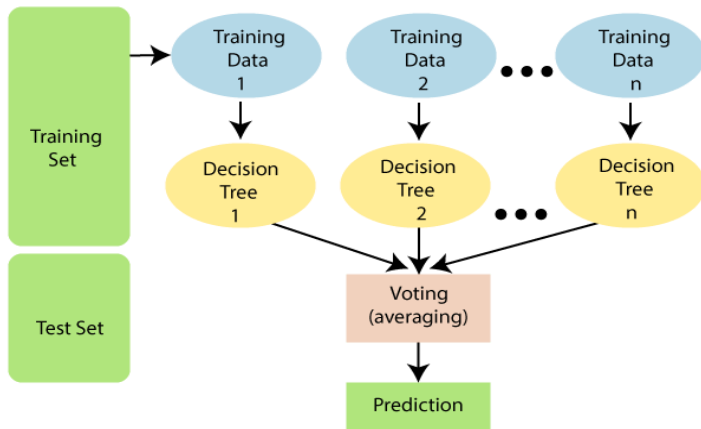 Training
Set
Test Set
Training
Data
1
Training
Data
2
Training
Data
n
Decision
Tree
1
Decision
Tree
2
Decision
Tree
n
Voting
(averaging)
Prediction